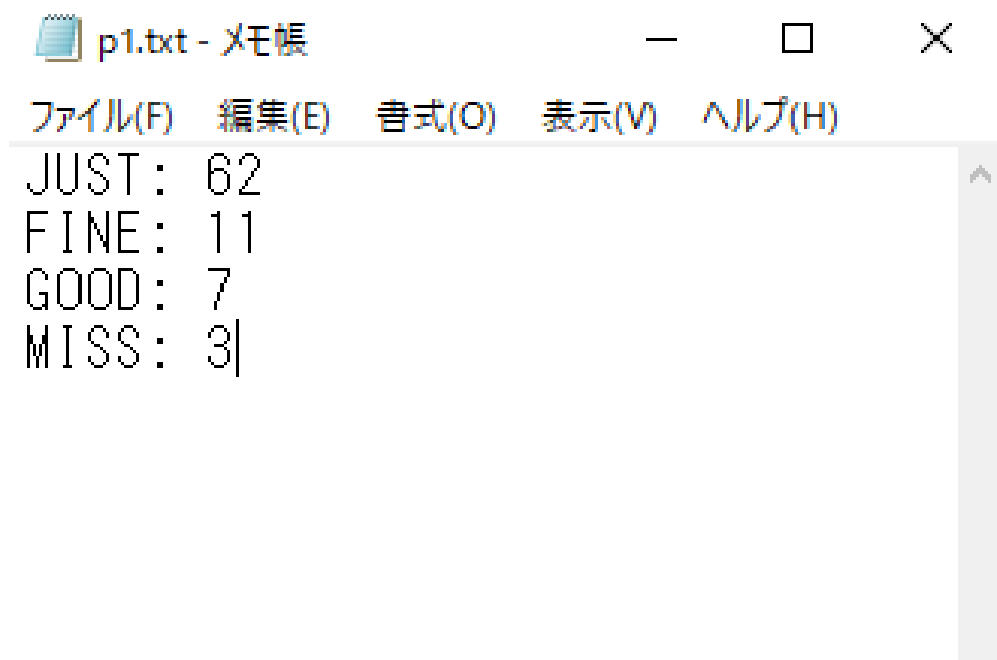 p1.txt - メモ帳
ファイル(F) 編集(E) 書式(O) 表示(V) ヘルプ(H)
JUST: 62
FINE: 11
GOOD: 7
MISS: 3